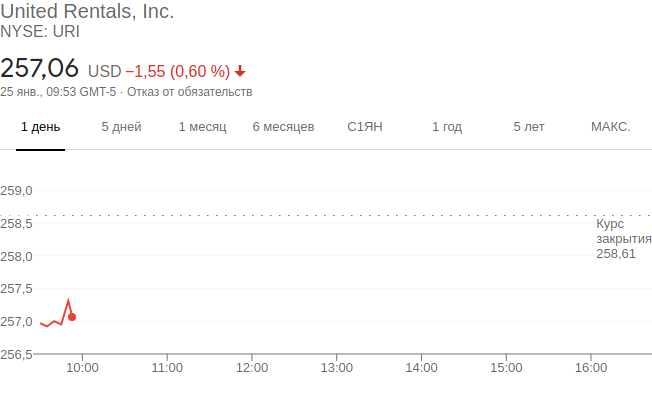 United Rentals, Inc.
NYSE: URI
257,06 USD −1,55 (0,60 %)
25 янв., 09:53 GMT-5 · Отказ от обязательств
1 день 5 дней 1 месяц 6 месяцев С1ЯН 1 год 5 лет МАКС.
259,0
258,5
258,0
257,5
257,0
256,5
Курс
закрытия
258,61
10:00 11:00 12:00 13:00 14:00 15:00 16:00